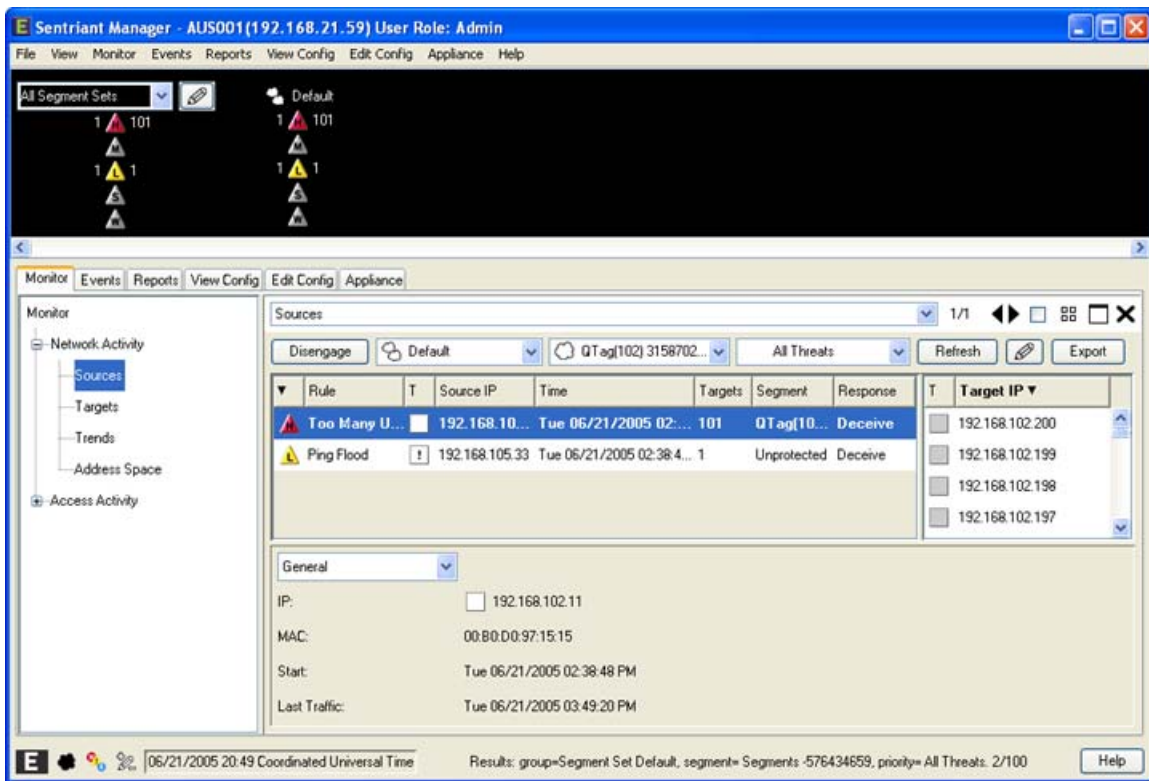 E Sentriant Manager - AUS001(192.168.21.59) User Role: Admin
File View Monitor Events Reports View Config Edit Config Appliance Help
All Segment Sets Default
1 H 101 1 H 101
M M
1 L 1 1 L 1
S S
W W
Monitor Events Reports View Config Edit Config Appliance
Monitor
Network Activity
Sources
Targets
Trends
Address Space
Access Activity
Sources 1/1
Disengage Default QTag(102) 3158702... All Threats Refresh Export
Rule T Source IP Time Targets Segment Response T Target IP
H Too Many U... 192.168.10... Tue 06/21/2005 02:... 101 QTag(10... Deceive 192.168.102.200
L Ping Flood ! 192.168.105.33 Tue 06/21/2005 02:38:4... 1 Unprotected Deceive 192.168.102.199
192.168.102.198
192.168.102.197
General
IP: 192.168.102.11
MAC: 00:B0:D0:97:15:15
Start: Tue 06/21/2005 02:38:48 PM
Last Traffic: Tue 06/21/2005 03:49:20 PM
E 06/21/2005 20:49 Coordinated Universal Time Results: group=Segment Set Default, segment= Segments -576434659, priority= All Threats. 2/100 Help